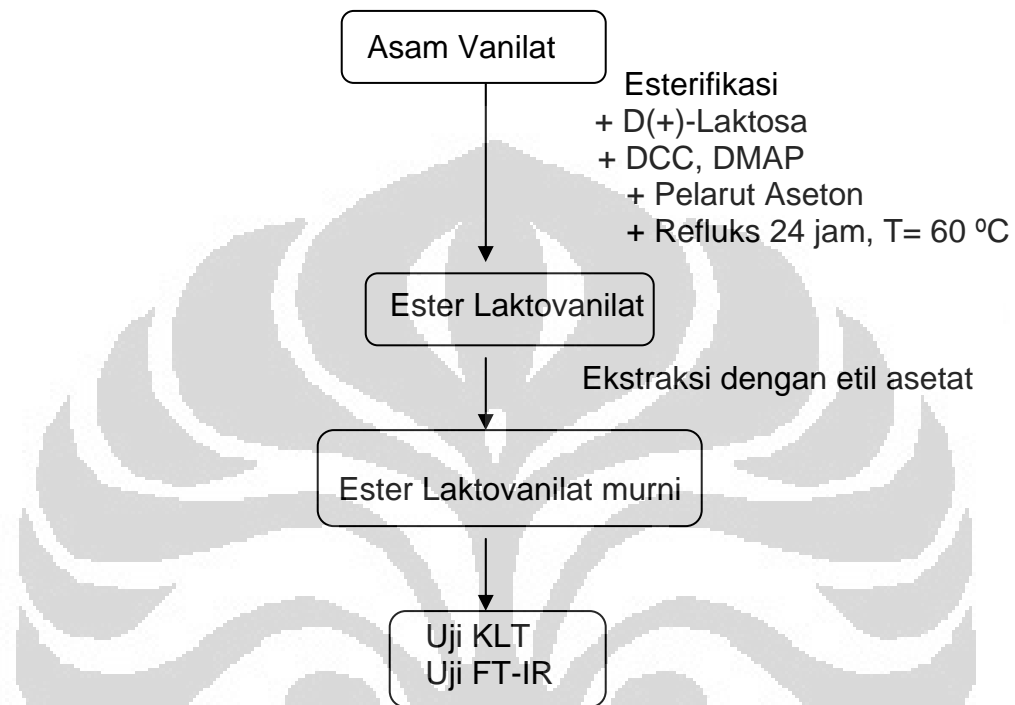 Asam Vanilat
Esterifikasi
+ D(+)-Laktosa
+ DCC, DMAP
+ Pelarut Aseton
+ Refluks 24 jam, T= 60 ºC
Ester Laktovanilat
Ekstraksi dengan etil asetat
Ester Laktovanilat murni
Uji KLT
Uji FT-IR